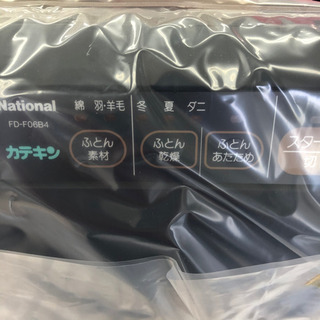 National 綿 羽・羊毛 冬 夏 ダニ
FD-F06B4
カテキン
ふとん
素材
ふとん
乾燥
ふとん
あたため
スター
切